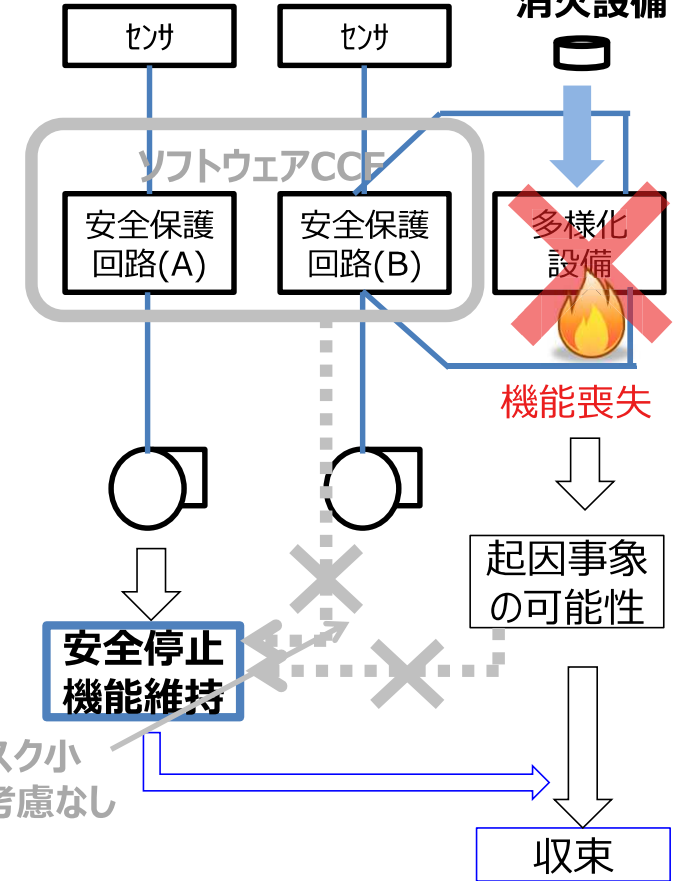 消火設備
センサ
センサ
ソフトウェアCCF
安全保護
回路(A)
安全保護
回路(B)
多様化
設備
機能喪失
起因事象
の可能性
安全停止
機能維持
スク小
考慮なし
収束